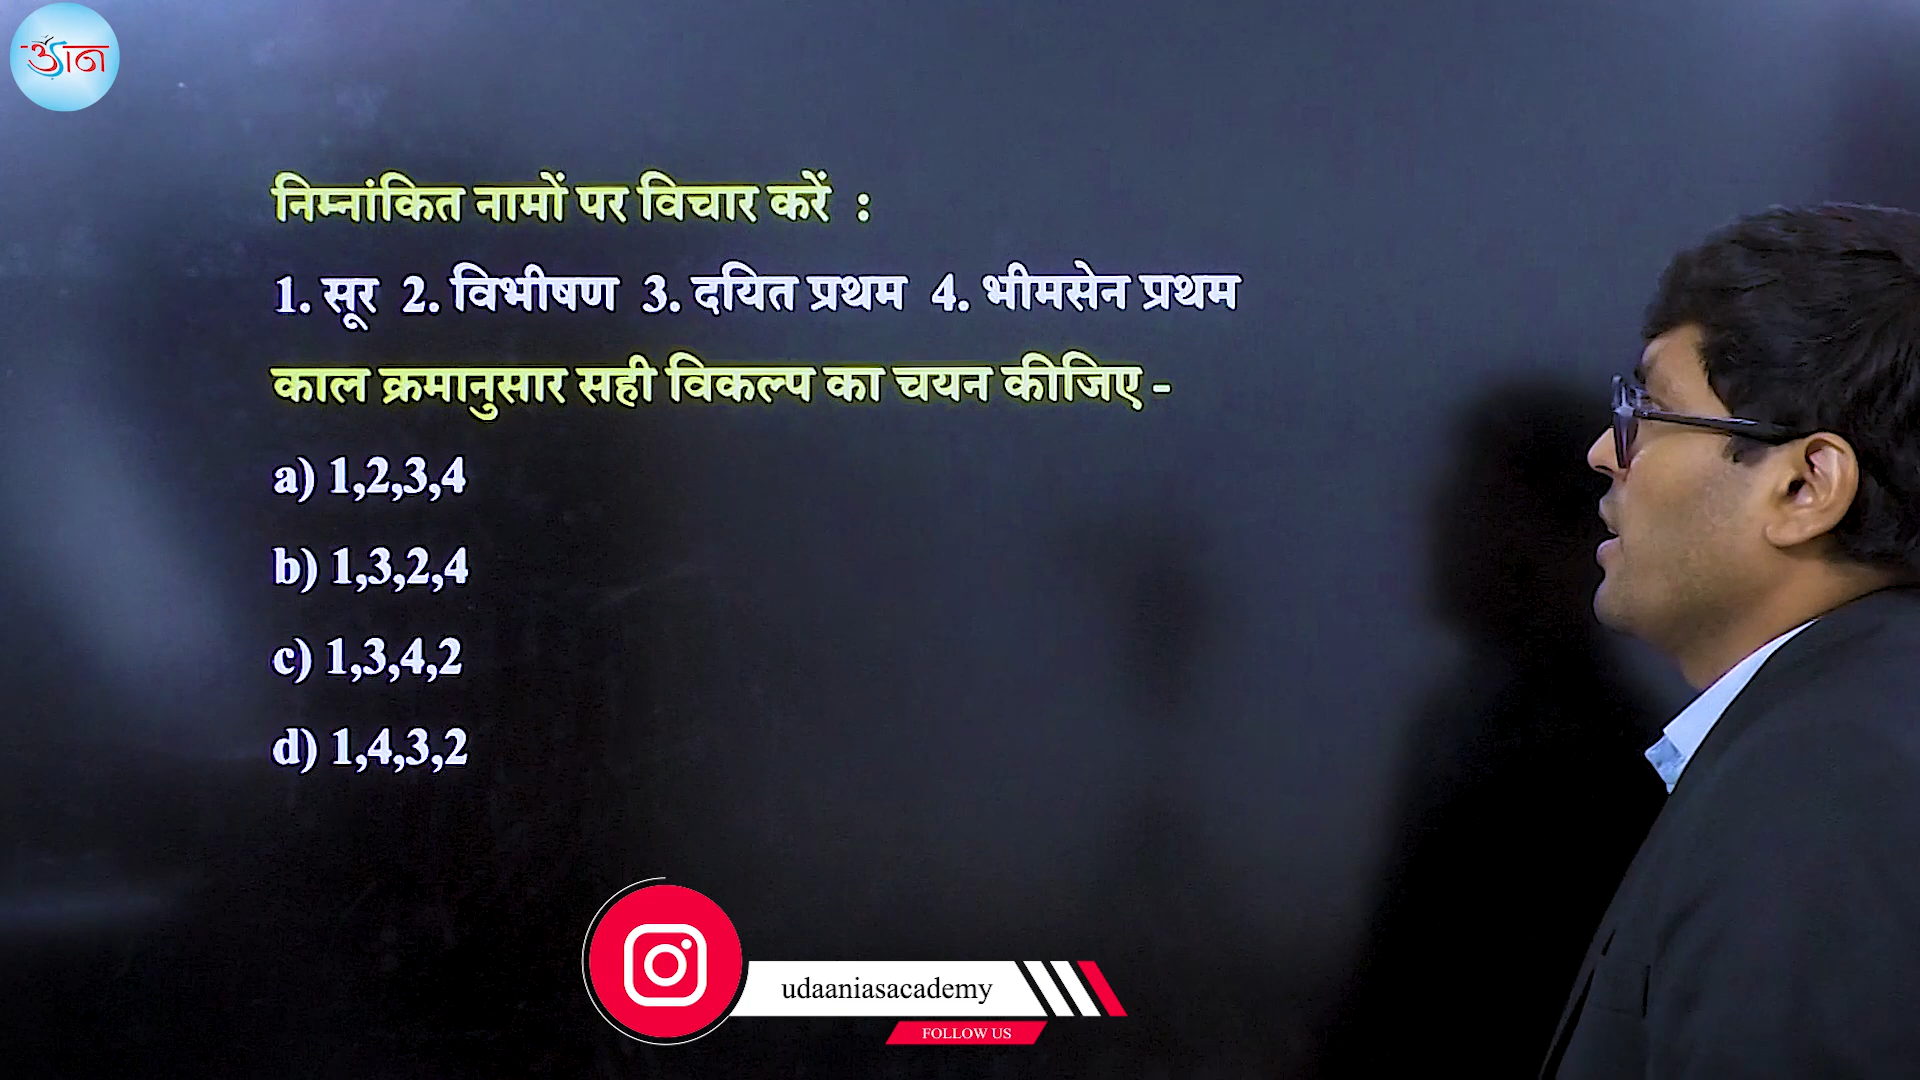 उड़ान
निम्नांकित नामों पर विचार करें :
1. सूर 2. विभीषण 3. दयित प्रथम 4. भीमसेन प्रथम
काल क्रमानुसार सही विकल्प का चयन कीजिए -
a) 1,2,3,4
b) 1,3,2,4
c) 1,3,4,2
d) 1,4,3,2
udaaniasacademy
FOLLOW US